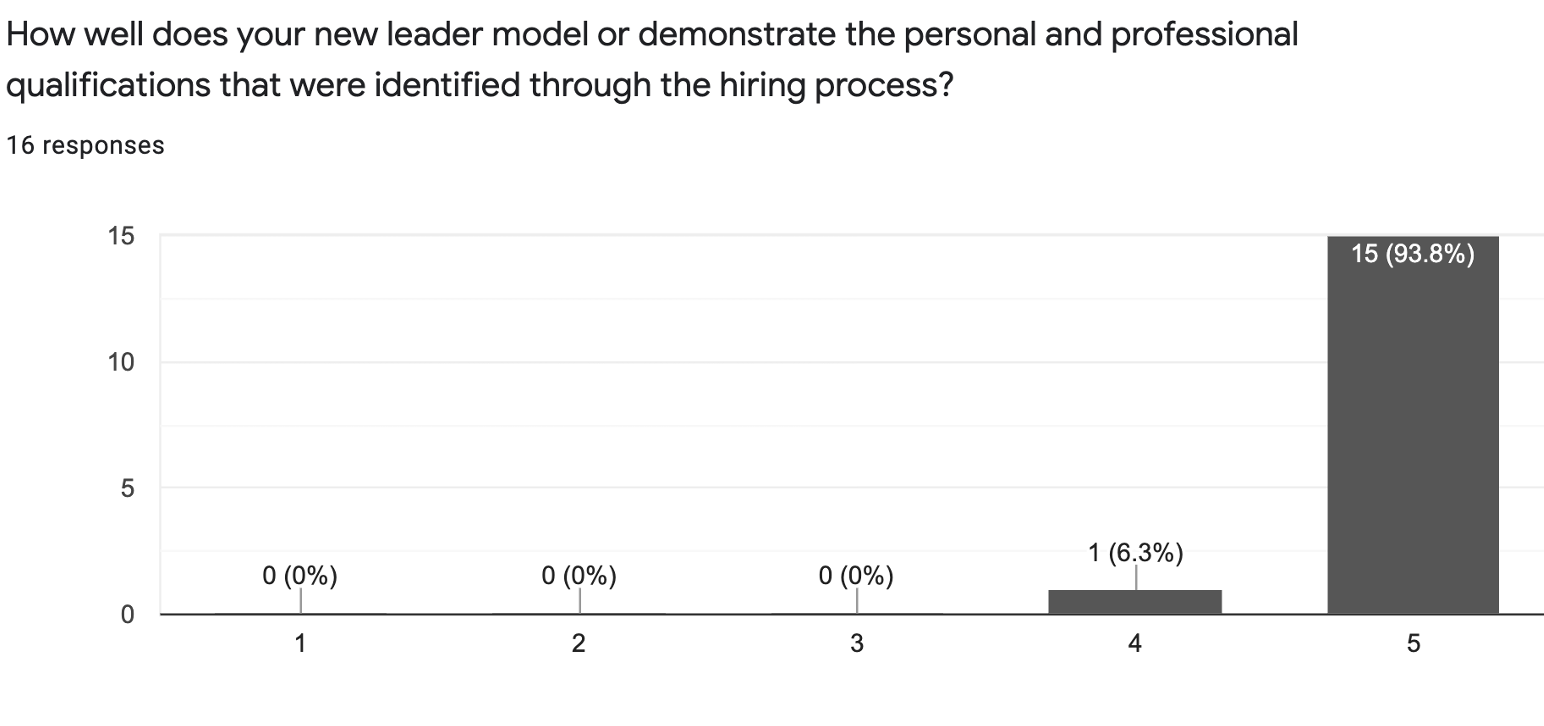 How well does your new leader model or demonstrate the personal and professional
qualifications that were identified through the hiring process?
16 responses
15
15 (93.8%)
10
5
1 (6.3%)
0 (0%) 0 (0%) 0 (0%)
0
1 2 3 4 5